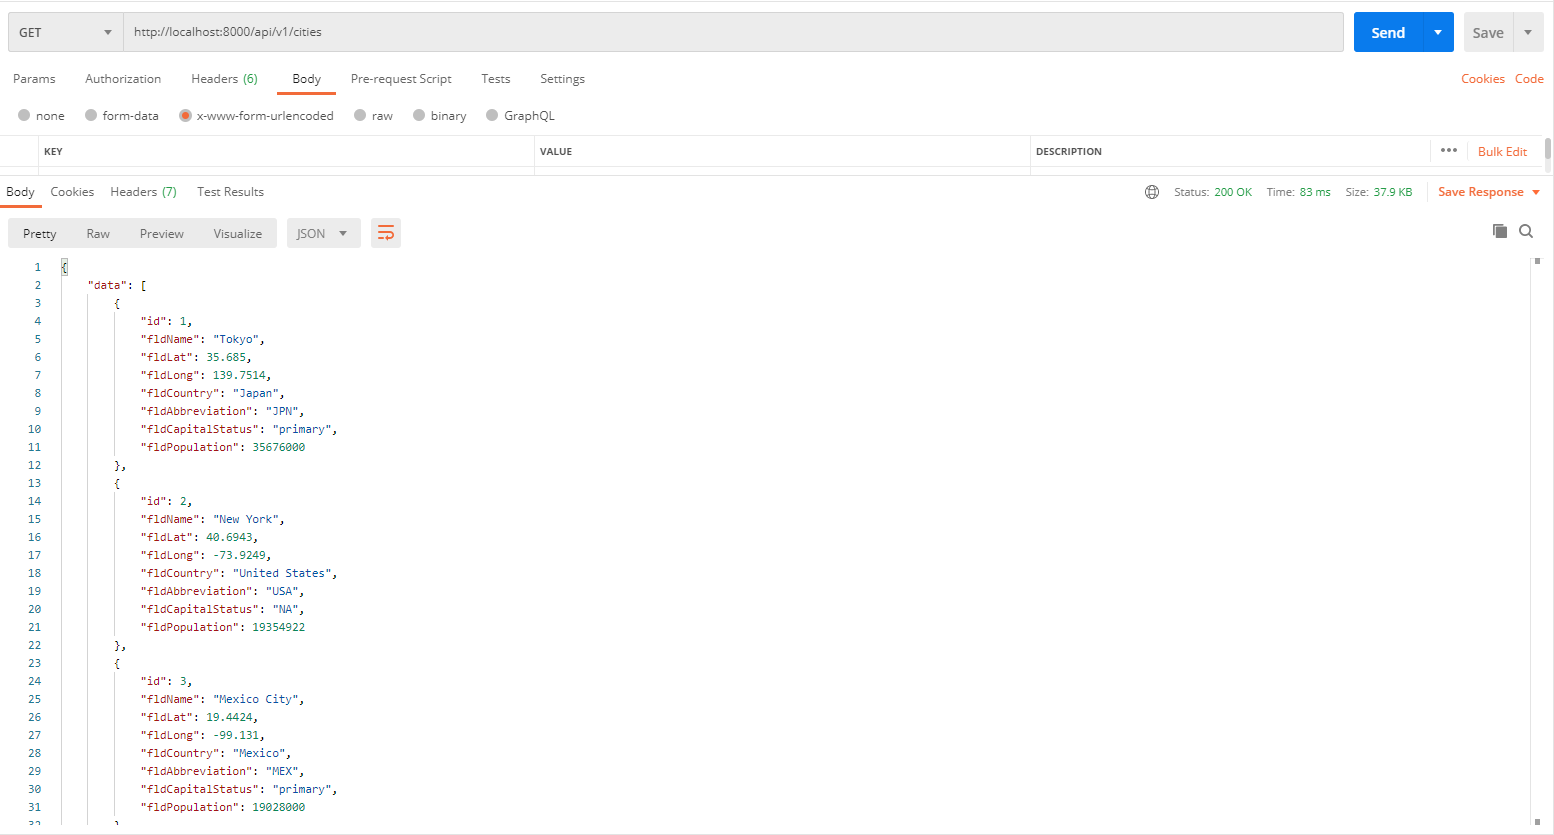 GET http://localhost:8000/api/v1/cities Send Save
Params Authorization Headers (6) Body Pre-request Script Tests Settings Cookies Code
none form-data x-www-form-urlencoded raw binary GraphQL
KEY VALUE DESCRIPTION ••• Bulk Edit
Body Cookies Headers (7) Test Results Status: 200 OK Time: 83 ms Size: 37.9 KB Save Response
Pretty Raw Preview Visualize JSON
1 {
2 "data": [
3 {
4 "id": 1,
5 "fldName": "Tokyo",
6 "fldLat": 35.685,
7 "fldLong": 139.7514,
8 "fldCountry": "Japan",
9 "fldAbbreviation": "JPN",
10 "fldCapitalStatus": "primary",
11 "fldPopulation": 35676000
12 },
13 {
14 "id": 2,
15 "fldName": "New York",
16 "fldLat": 40.6943,
17 "fldLong": -73.9249,
18 "fldCountry": "United States",
19 "fldAbbreviation": "USA",
20 "fldCapitalStatus": "NA",
21 "fldPopulation": 19354922
22 },
23 {
24 "id": 3,
25 "fldName": "Mexico City",
26 "fldLat": 19.4424,
27 "fldLong": -99.131,
28 "fldCountry": "Mexico",
29 "fldAbbreviation": "MEX",
30 "fldCapitalStatus": "primary",
31 "fldPopulation": 19028000
32 }